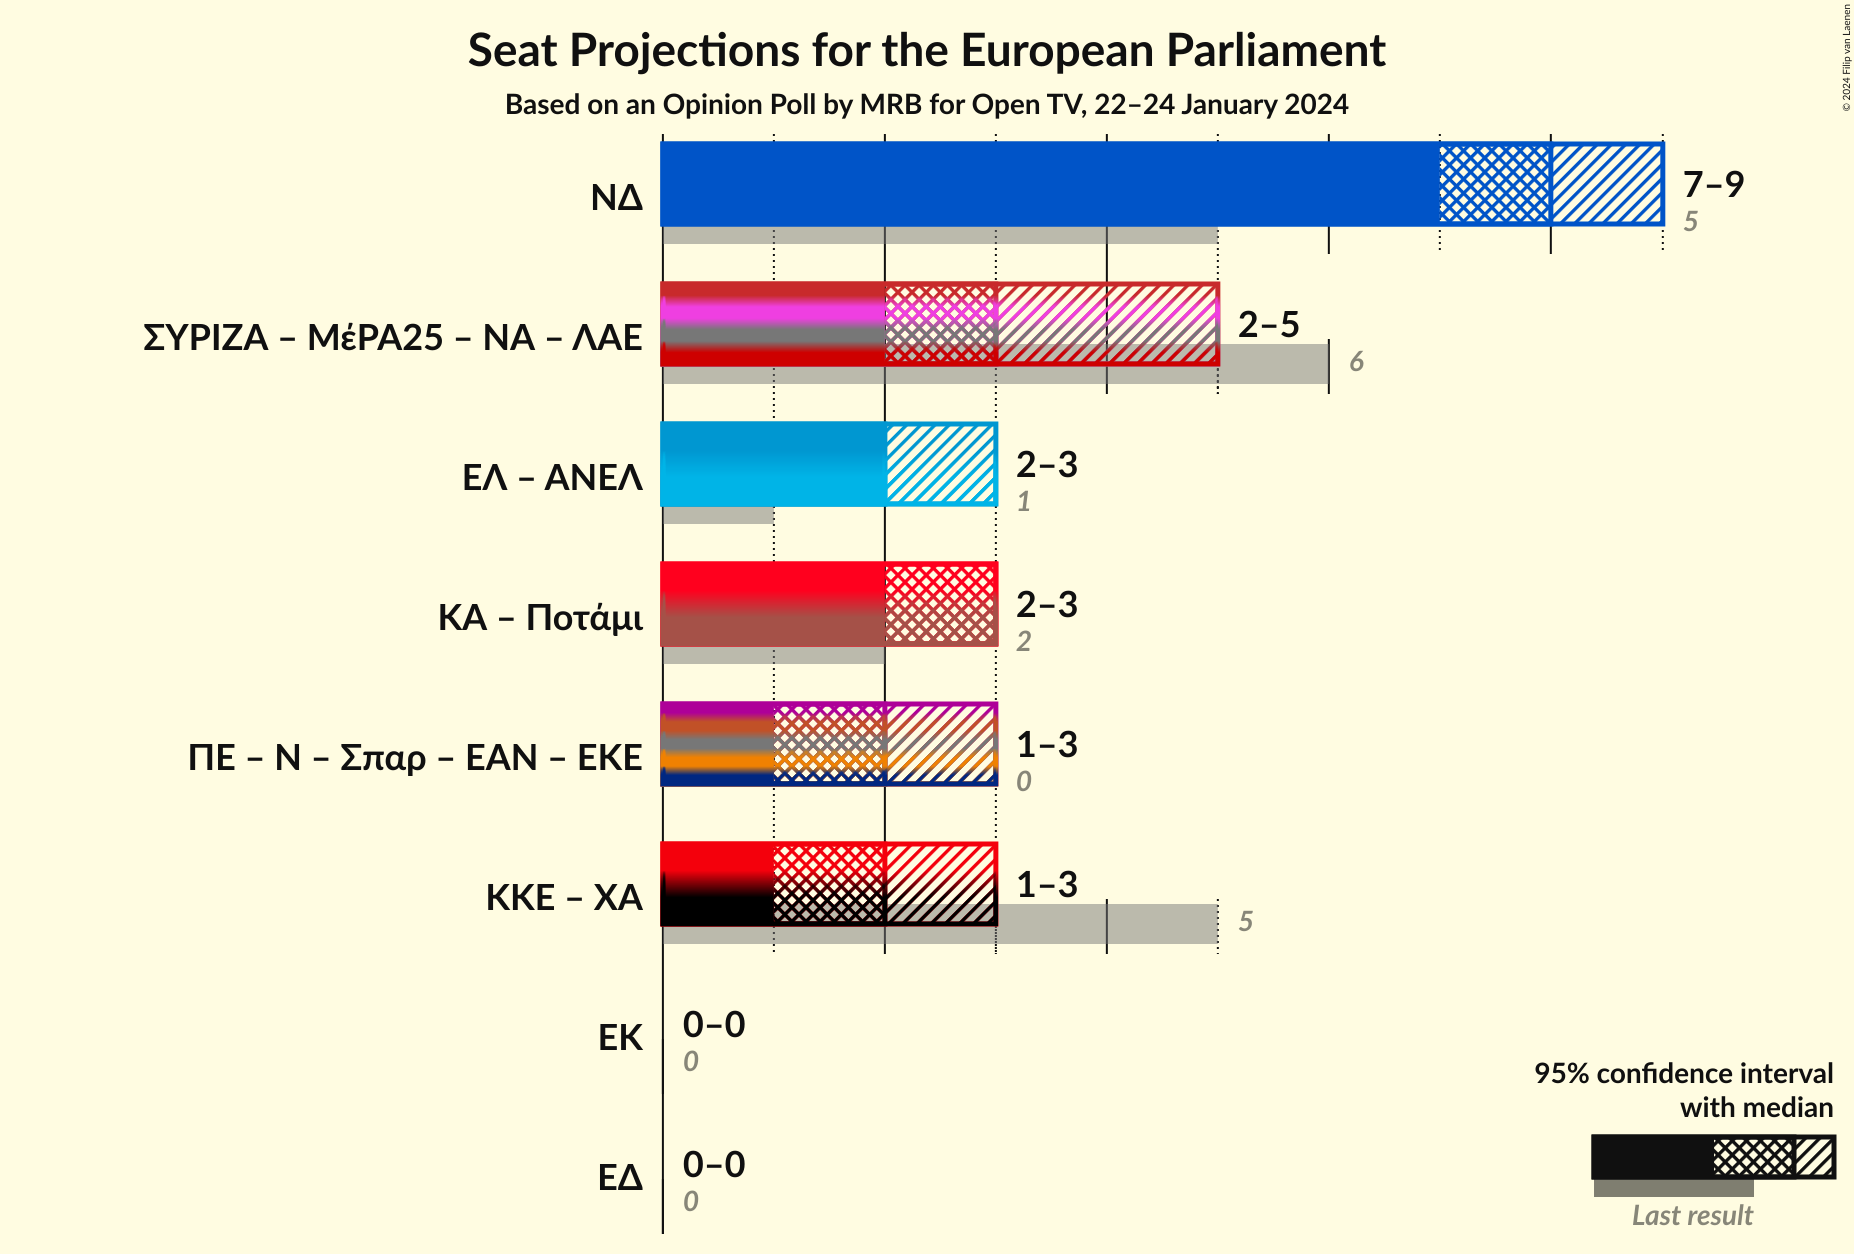 Seat Projections for the European Parliament
Based on an Opinion Poll by MRB for Open TV, 22–24 January 2024
© 2024 Filip van Laenen
ΝΔ
7–9
5
ΣΥΡΙΖΑ – ΜέΡΑ25 – ΝΑ – ΛΑΕ
2–5
6
ΕΛ – ΑΝΕΛ
2–3
1
ΚΑ – Ποτάμι
2–3
2
ΠΕ – Ν – Σπαρ – ΕΑΝ – ΕΚΕ
1–3
0
ΚΚΕ – ΧΑ
1–3
5
ΕΚ
0–0
0
ΕΔ
0–0
0
95% confidence interval
with median
Last result